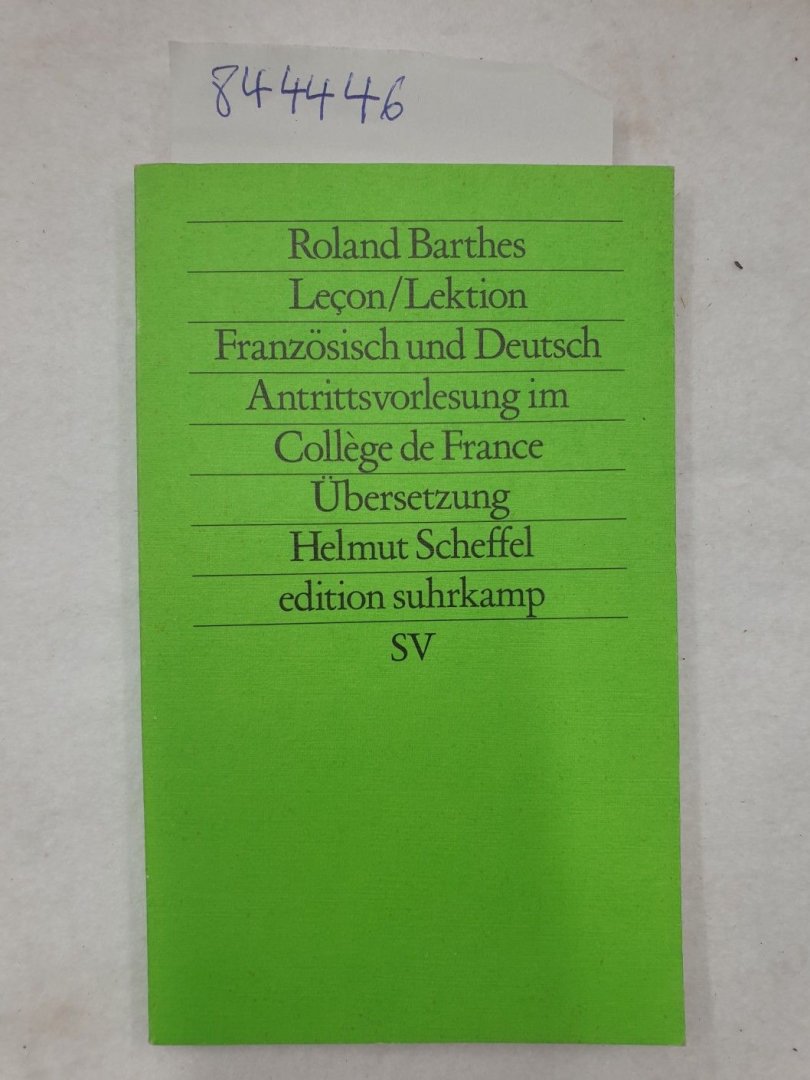 844446
Roland Barthes
Leçon/Lektion
Französisch und Deutsch
Antrittsvorlesung im
Collège de France
Übersetzung
Helmut Scheffel
edition suhrkamp
SV